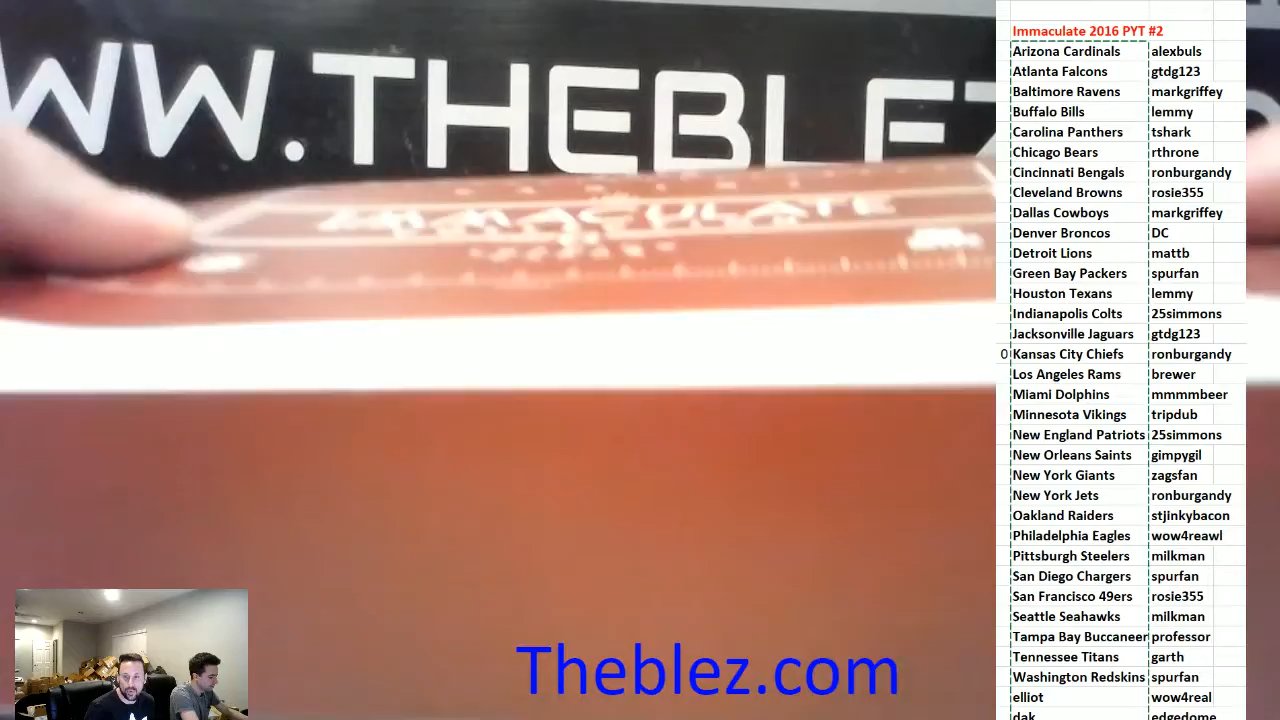 WW.THEBLEZ
IMMACULATE
Theblez.com
Immaculate 2016 PYT #2
Arizona Cardinals alexbuls
Atlanta Falcons gtdg123
Baltimore Ravens markgriffey
Buffalo Bills lemmy
Carolina Panthers tshark
Chicago Bears rthrone
Cincinnati Bengals ronburgandy
Cleveland Browns rosie355
Dallas Cowboys markgriffey
Denver Broncos DC
Detroit Lions mattb
Green Bay Packers spurfan
Houston Texans lemmy
Indianapolis Colts 25simmons
Jacksonville Jaguars gtdg123
0 Kansas City Chiefs ronburgandy
Los Angeles Rams brewer
Miami Dolphins mmmmbeer
Minnesota Vikings tripdub
New England Patriots 25simmons
New Orleans Saints gimpygil
New York Giants zagsfan
New York Jets ronburgandy
Oakland Raiders stjinkybacon
Philadelphia Eagles wow4reawl
Pittsburgh Steelers milkman
San Diego Chargers spurfan
San Francisco 49ers rosie355
Seattle Seahawks milkman
Tampa Bay Buccaneer professor
Tennessee Titans garth
Washington Redskins spurfan
elliot wow4real
dak edgedome